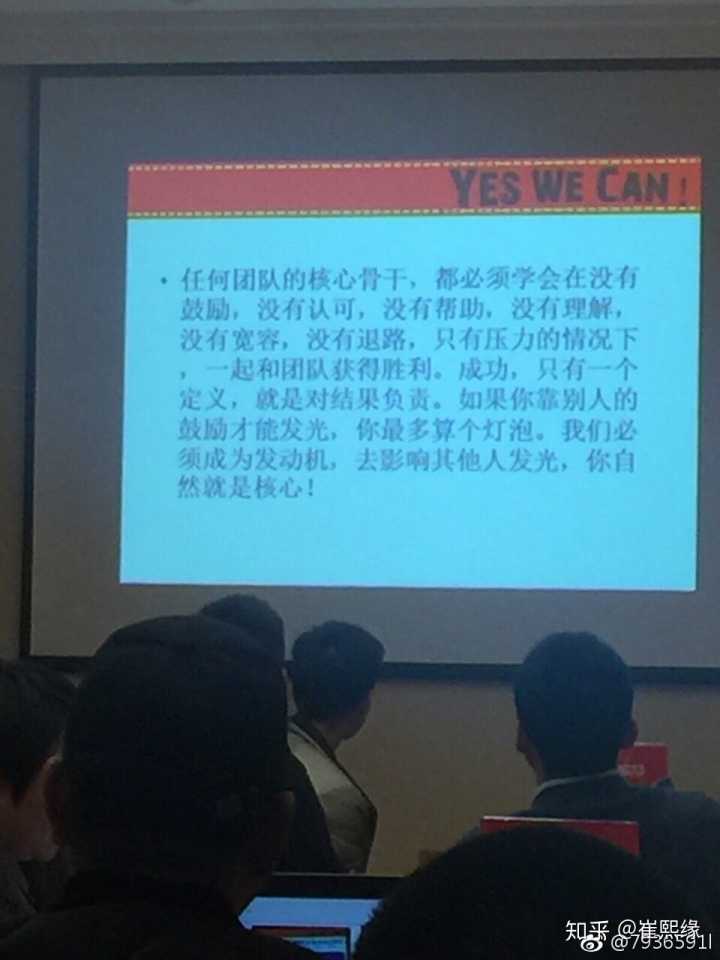 YES WE CAN!
• 任何团队的核心骨干，都必须学会在没有
鼓励，没有认可，没有帮助，没有理解，
没有宽容，没有退路，只有压力的情况下
，一起和团队获得胜利。成功，只有一个
定义，就是对结果负责。如果你靠别人的
鼓励才能发光，你最多算个灯泡。我们必
须成为发动机，去影响其他人发光，你自
然就是核心！
知乎 @崔熙缘
@7936591l